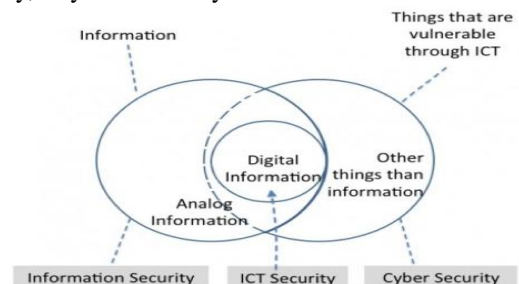 Things that are
vulnerable
through ICT
Information
Digital
Information
Other
things than
information
Analog
Information
Information Security
ICT Security
Cyber Security